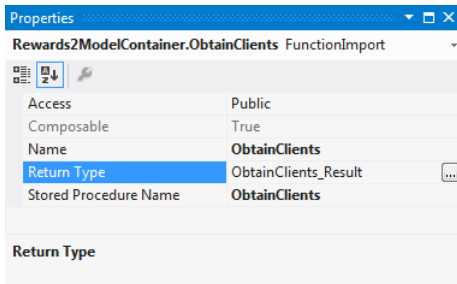 Properties
Rewards2ModelContainer.ObtainClients FunctionImport
Access Public
Composable True
Name ObtainClients
Return Type ObtainClients_Result ...
Stored Procedure Name ObtainClients
Return Type